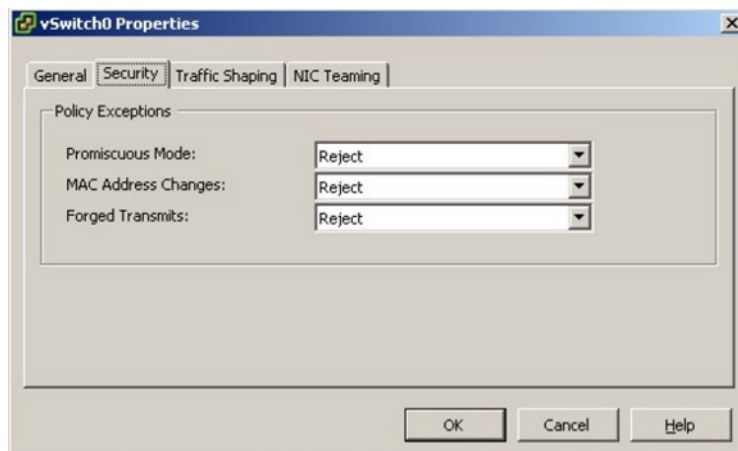 vSwitch0 Properties
General Security Traffic Shaping NIC Teaming
Policy Exceptions
Promiscuous Mode: Reject
MAC Address Changes: Reject
Forged Transmits: Reject
OK Cancel Help